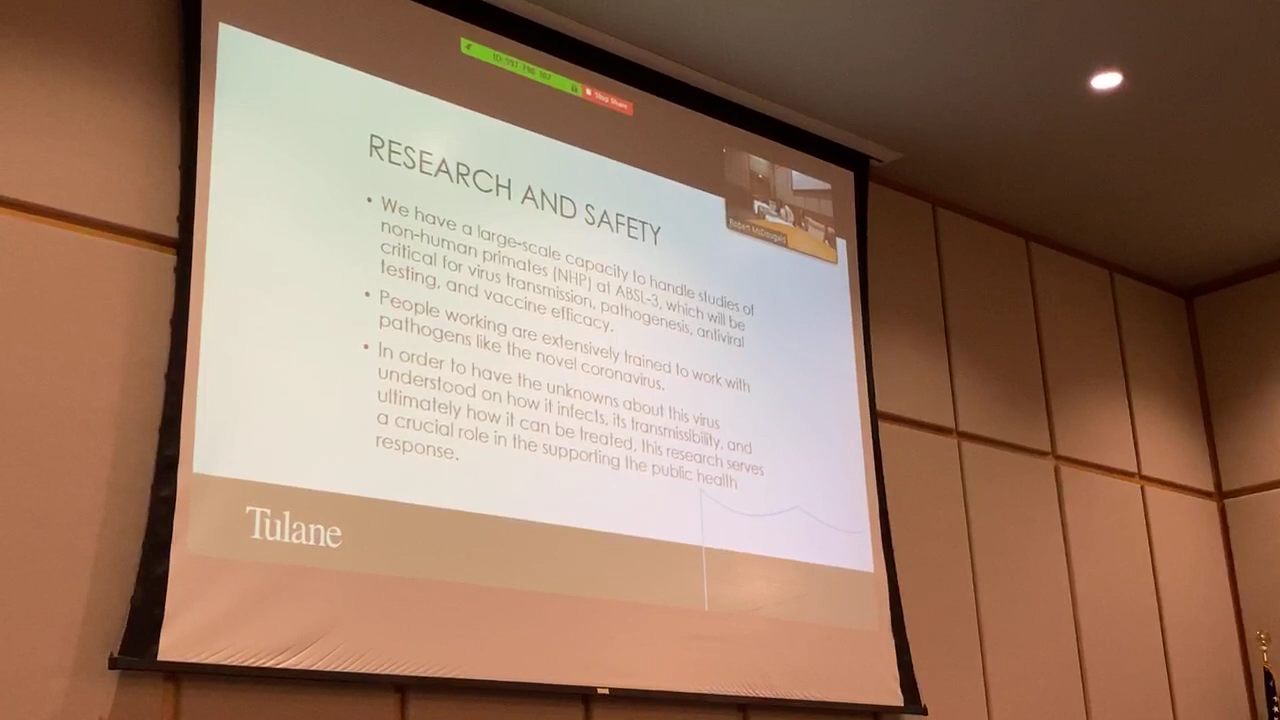 Stop Share
RESEARCH AND SAFETY
Robert McDougald
• We have a large-scale capacity to handle studies of
non-human primates (NHP) at ABSL-3, which will be
critical for virus transmission, pathogenesis, antiviral
testing, and vaccine efficacy.
• People working are extensively trained to work with
pathogens like the novel coronavirus.
• In order to have the unknowns about this virus
understood on how it infects, its transmissibility, and
ultimately how it can be treated, this research serves
a crucial role in the supporting the public health
response.
Tulane